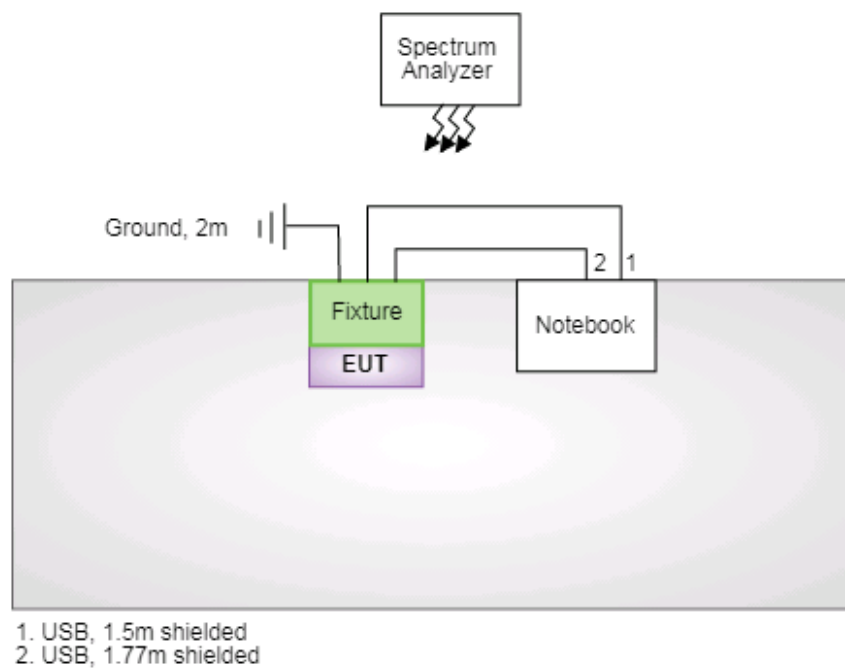 Spectrum
Analyzer
Ground, 2m
2 1
Fixture
Notebook
EUT
1. USB, 1.5m shielded
2. USB, 1.77m shielded